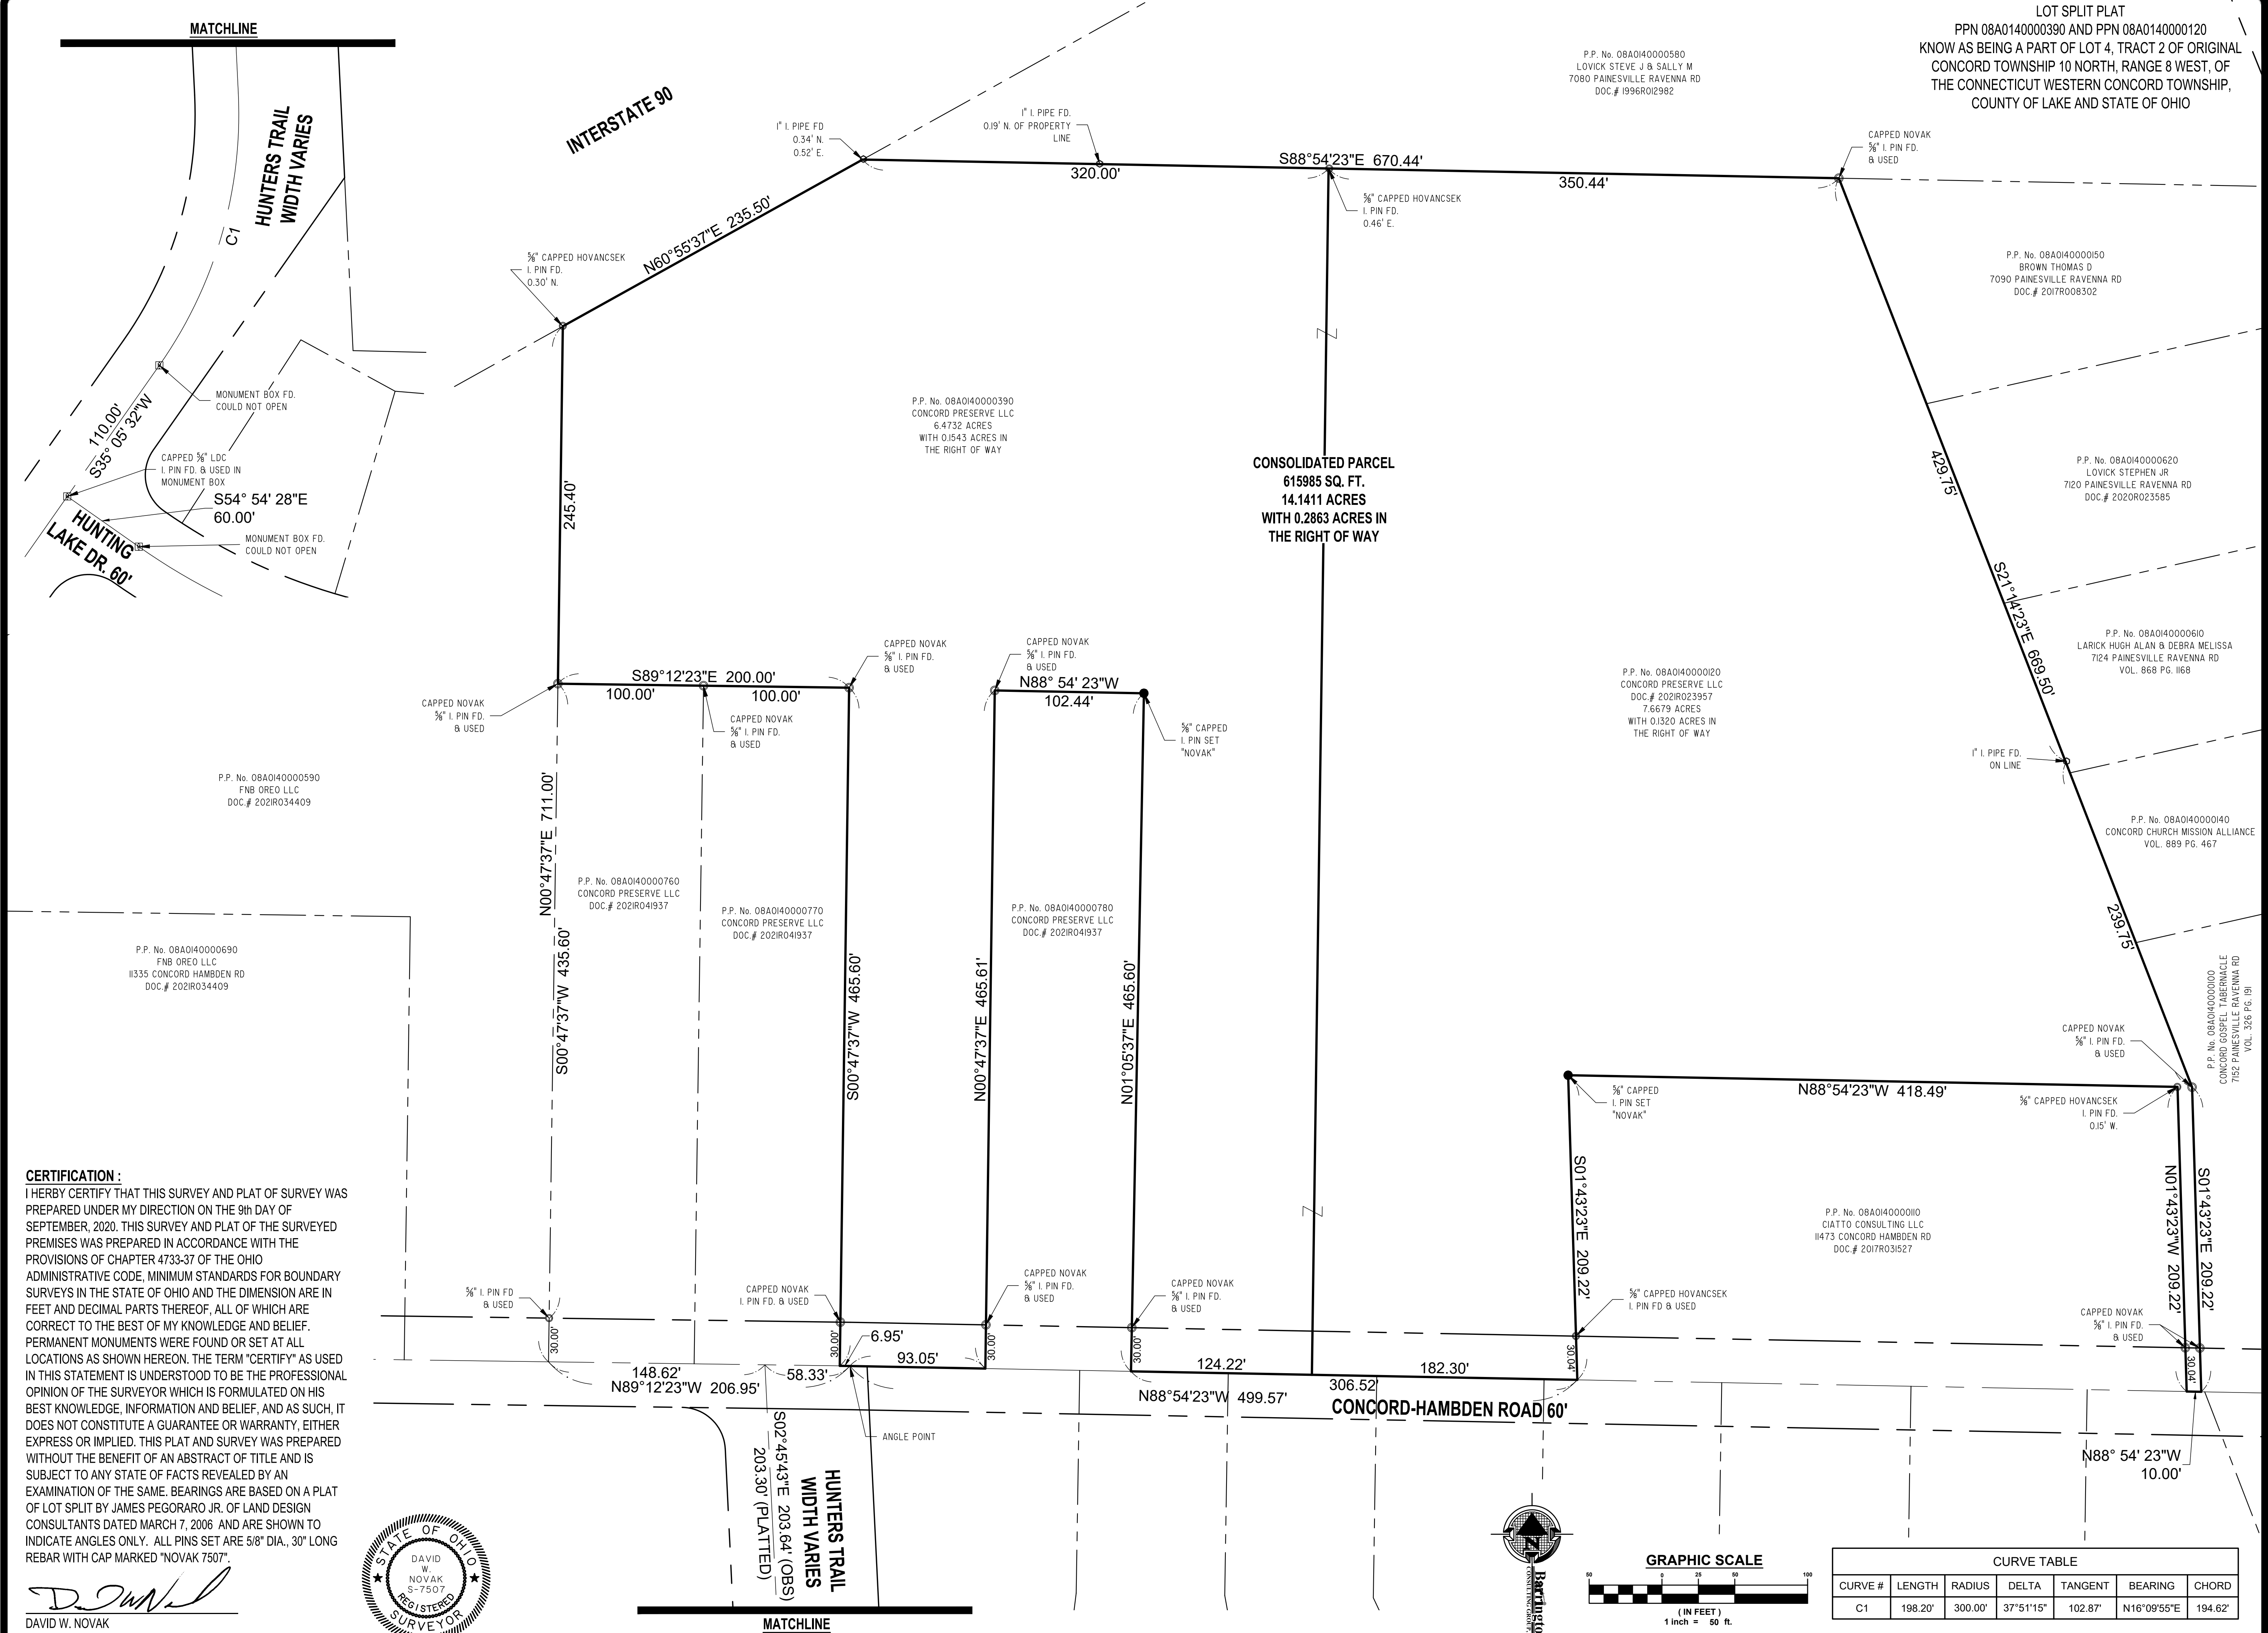 MATCHLINE
HUNTERS TRAIL
WIDTH VARIES
C1
MONUMENT BOX FD.
COULD NOT OPEN
110.00'
S35° 05' 32"W
CAPPED ⅝" LDC
I. PIN FD. & USED IN
MONUMENT BOX
S54° 54' 28"E
60.00'
MONUMENT BOX FD.
COULD NOT OPEN
HUNTING
LAKE DR. 60'
LOT SPLIT PLAT
PPN 08A0140000390 AND PPN 08A0140000120
KNOW AS BEING A PART OF LOT 4, TRACT 2 OF ORIGINAL
CONCORD TOWNSHIP 10 NORTH, RANGE 8 WEST, OF
THE CONNECTICUT WESTERN CONCORD TOWNSHIP,
COUNTY OF LAKE AND STATE OF OHIO
INTERSTATE 90
1" I. PIPE FD
0.34' N.
0.52' E.
1" I. PIPE FD.
0.19' N. OF PROPERTY
LINE
P.P. No. 08A0140000580
LOVICK STEVE J & SALLY M
7080 PAINESVILLE RAVENNA RD
DOC.# 1996R012982
CAPPED NOVAK
⅝" I. PIN FD.
& USED
S88°54'23"E 670.44'
320.00'
350.44'
⅝" CAPPED HOVANCSEK
I. PIN FD.
0.46' E.
⅝" CAPPED HOVANCSEK
I. PIN FD.
0.30' N.
N60°55'37"E 235.50'
P.P. No. 08A0140000150
BROWN THOMAS D
7090 PAINESVILLE RAVENNA RD
DOC.# 2017R008302
P.P. No. 08A0140000390
CONCORD PRESERVE LLC
6.4732 ACRES
WITH 0.1543 ACRES IN
THE RIGHT OF WAY
CONSOLIDATED PARCEL
615985 SQ. FT.
14.1411 ACRES
WITH 0.2863 ACRES IN
THE RIGHT OF WAY
245.40'
429.75'
S21°14'23"E 669.50'
P.P. No. 08A0140000620
LOVICK STEPHEN JR
7120 PAINESVILLE RAVENNA RD
DOC.# 2020R023585
P.P. No. 08A0140000610
LARICK HUGH ALAN & DEBRA MELISSA
7124 PAINESVILLE RAVENNA RD
VOL. 868 PG. 1168
CAPPED NOVAK
⅝" I. PIN FD.
& USED
CAPPED NOVAK
⅝" I. PIN FD.
& USED
S89°12'23"E 200.00'
100.00'
100.00'
N88° 54' 23"W
102.44'
CAPPED NOVAK
⅝" I. PIN FD.
& USED
CAPPED NOVAK
⅝" I. PIN FD.
& USED
⅝" CAPPED
I. PIN SET
"NOVAK"
P.P. No. 08A0140000120
CONCORD PRESERVE LLC
DOC.# 2021R023957
7.6679 ACRES
WITH 0.1320 ACRES IN
THE RIGHT OF WAY
1" I. PIPE FD.
ON LINE
P.P. No. 08A0140000590
FNB OREO LLC
DOC.# 2021R034409
N00°47'37"E 711.00'
S00°47'37"W 435.60'
P.P. No. 08A0140000760
CONCORD PRESERVE LLC
DOC.# 2021R041937
P.P. No. 08A0140000770
CONCORD PRESERVE LLC
DOC.# 2021R041937
P.P. No. 08A0140000780
CONCORD PRESERVE LLC
DOC.# 2021R041937
S00°47'37"W 465.60'
N00°47'37"E 465.61'
N01°05'37"E 465.60'
P.P. No. 08A0140000140
CONCORD CHURCH MISSION ALLIANCE
VOL. 889 PG. 467
239.75'
P.P. No. 08A0140000690
FNB OREO LLC
11335 CONCORD HAMBDEN RD
DOC.# 2021R034409
P.P. No. 08A0140000100
CONCORD GOSPEL TABERNACLE
7152 PAINESVILLE RAVENNA RD
VOL. 326 PG. 191
CAPPED NOVAK
⅝" I. PIN FD.
& USED
⅝" CAPPED
I. PIN SET
"NOVAK"
N88°54'23"W 418.49'
⅝" CAPPED HOVANCSEK
I. PIN FD.
0.15' W.
S01°43'23"E 209.22'
N01°43'23"W 209.22'
S01°43'23"E 209.22'
P.P. No. 08A0140000110
CIATTO CONSULTING LLC
11473 CONCORD HAMBDEN RD
DOC.# 2017R031527
⅝" I. PIN FD
& USED
CAPPED NOVAK
I. PIN FD. & USED
CAPPED NOVAK
⅝" I. PIN FD.
& USED
CAPPED NOVAK
⅝" I. PIN FD.
& USED
⅝" CAPPED HOVANCSEK
I. PIN FD & USED
CAPPED NOVAK
⅝" I. PIN FD.
& USED
30.00'
30.00'
30.00'
30.00'
30.04'
30.04'
6.95'
93.05'
148.62'
58.33'
N89°12'23"W 206.95'
124.22'
182.30'
306.52'
N88°54'23"W 499.57'
CONCORD-HAMBDEN ROAD 60'
ANGLE POINT
N88° 54' 23"W
10.00'
S02°45'43"E 203.64' (OBS)
203.30' (PLATTED)
HUNTERS TRAIL
WIDTH VARIES
MATCHLINE
CERTIFICATION :
I HERBY CERTIFY THAT THIS SURVEY AND PLAT OF SURVEY WAS
PREPARED UNDER MY DIRECTION ON THE 9th DAY OF
SEPTEMBER, 2020. THIS SURVEY AND PLAT OF THE SURVEYED
PREMISES WAS PREPARED IN ACCORDANCE WITH THE
PROVISIONS OF CHAPTER 4733-37 OF THE OHIO
ADMINISTRATIVE CODE, MINIMUM STANDARDS FOR BOUNDARY
SURVEYS IN THE STATE OF OHIO AND THE DIMENSION ARE IN
FEET AND DECIMAL PARTS THEREOF, ALL OF WHICH ARE
CORRECT TO THE BEST OF MY KNOWLEDGE AND BELIEF.
PERMANENT MONUMENTS WERE FOUND OR SET AT ALL
LOCATIONS AS SHOWN HEREON. THE TERM "CERTIFY" AS USED
IN THIS STATEMENT IS UNDERSTOOD TO BE THE PROFESSIONAL
OPINION OF THE SURVEYOR WHICH IS FORMULATED ON HIS
BEST KNOWLEDGE, INFORMATION AND BELIEF, AND AS SUCH, IT
DOES NOT CONSTITUTE A GUARANTEE OR WARRANTY, EITHER
EXPRESS OR IMPLIED. THIS PLAT AND SURVEY WAS PREPARED
WITHOUT THE BENEFIT OF AN ABSTRACT OF TITLE AND IS
SUBJECT TO ANY STATE OF FACTS REVEALED BY AN
EXAMINATION OF THE SAME. BEARINGS ARE BASED ON A PLAT
OF LOT SPLIT BY JAMES PEGORARO JR. OF LAND DESIGN
CONSULTANTS DATED MARCH 7, 2006 AND ARE SHOWN TO
INDICATE ANGLES ONLY. ALL PINS SET ARE 5/8" DIA., 30" LONG
REBAR WITH CAP MARKED "NOVAK 7507".
DAVID W. NOVAK
STATE OF OHIO
DAVID
W.
NOVAK
S-7507
REGISTERED
SURVEYOR
N
CONSULTING GROUP,
GRAPHIC SCALE
50 0 25 50 100
( IN FEET )
1 inch = 50 ft.
CURVE TABLE
CURVE # LENGTH RADIUS DELTA TANGENT BEARING CHORD
C1 198.20' 300.00' 37°51'15" 102.87' N16°09'55"E 194.62'